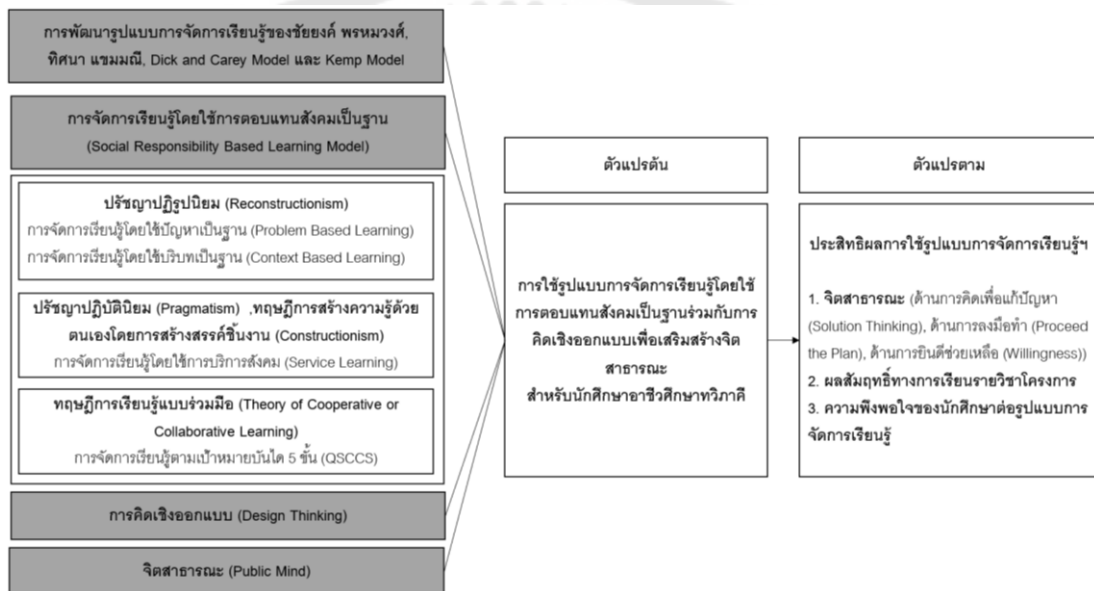 การพัฒนารูปแบบการจัดการเรียนรู้ของชัยยงค์ พรหมวงศ์,
ทิศนา แขมมณี, Dick and Carey Model และ Kemp Model
การจัดการเรียนรู้โดยใช้การตอบแทนสังคมเป็นฐาน
(Social Responsibility Based Learning Model)
ปรัชญาปฏิรูปนิยม (Reconstructionism)
การจัดการเรียนรู้โดยใช้ปัญหาเป็นฐาน (Problem Based Learning)
การจัดการเรียนรู้โดยใช้บริบทเป็นฐาน (Context Based Learning)
ปรัชญาปฏิบัตินิยม (Pragmatism) ,ทฤษฎีการสร้างความรู้ด้วย
ตนเองโดยการสร้างสรรค์ชิ้นงาน (Constructionism)
การจัดการเรียนรู้โดยใช้การบริการสังคม (Service Learning)
ทฤษฎีการเรียนรู้แบบร่วมมือ (Theory of Cooperative or
Collaborative Learning)
การจัดการเรียนรู้ตามเป้าหมายบันได 5 ขั้น (QSCCS)
การคิดเชิงออกแบบ (Design Thinking)
จิตสาธารณะ (Public Mind)
ตัวแปรต้น
การใช้รูปแบบการจัดการเรียนรู้โดยใช้
การตอบแทนสังคมเป็นฐานร่วมกับการ
คิดเชิงออกแบบเพื่อเสริมสร้างจิต
สาธารณะ
สำหรับนักศึกษาอาชีวศึกษาทวิภาคี
ตัวแปรตาม
ประสิทธิผลการใช้รูปแบบการจัดการเรียนรู้ฯ
1. จิตสาธารณะ (ด้านการคิดเพื่อแก้ปัญหา
(Solution Thinking), ด้านการลงมือทำ (Proceed
the Plan), ด้านการยินดีช่วยเหลือ (Willingness))
2. ผลสัมฤทธิ์ทางการเรียนรายวิชาโครงการ
3. ความพึงพอใจของนักศึกษาต่อรูปแบบการ
จัดการเรียนรู้